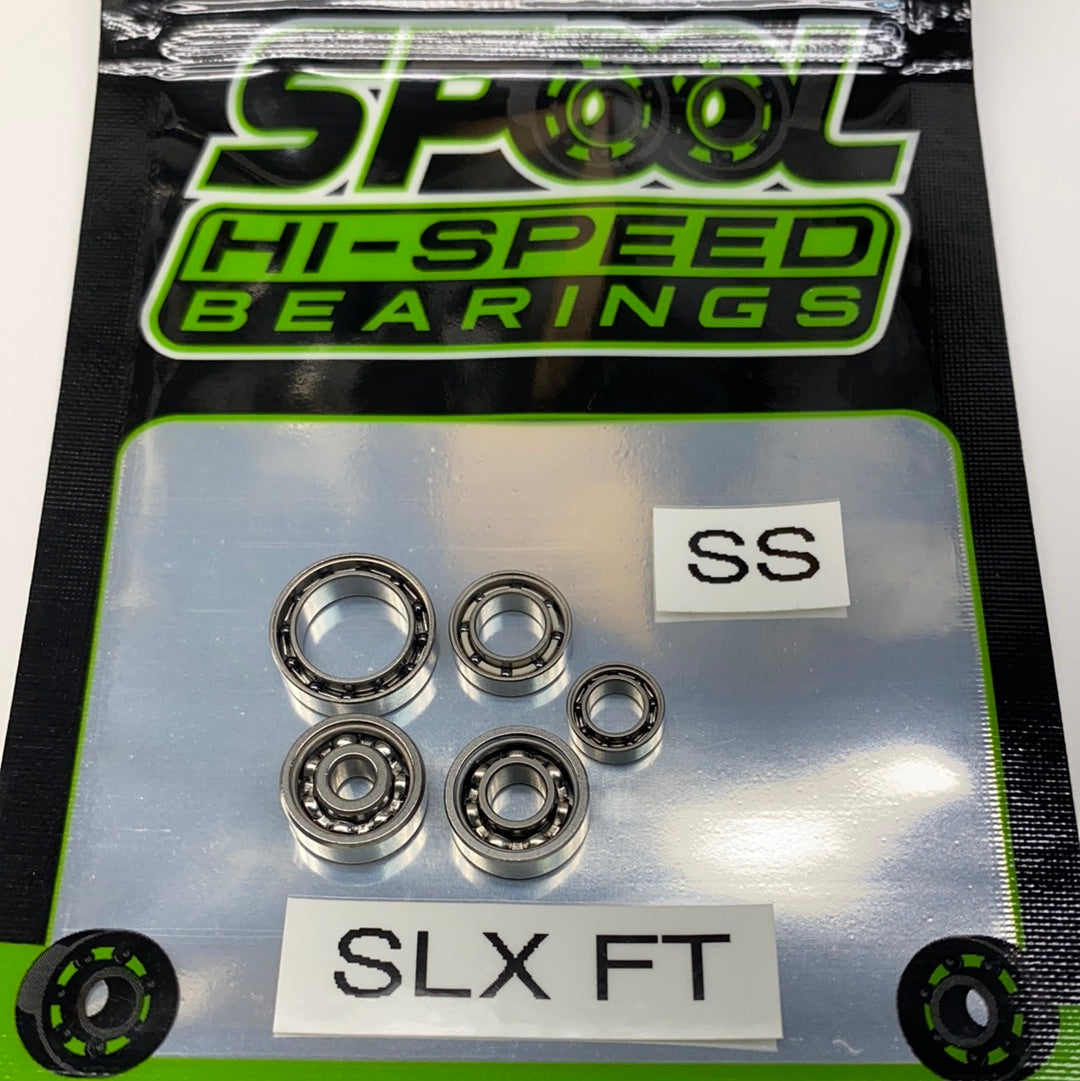 SPOOL
HI-SPEED
BEARINGS
SS
SLX FT